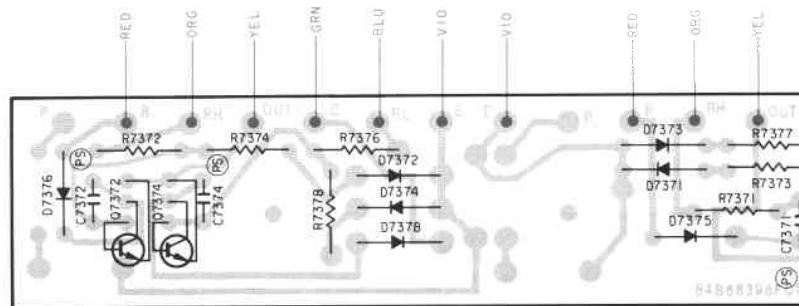 RED
ORG
YEL
GRN
BLU
VIO
VIO
RED
ORG
YEL
P
B
RH
OUT
C
RL
E
E
P
B
RH
OUT
R7372
R7374
R7376
D7373
R7377
PS
PS
D7372
D7376
C7372
Q7372
Q7374
C7374
R7378
D7374
D7371
R7373
R7371
D7378
D7375
C7371
PS